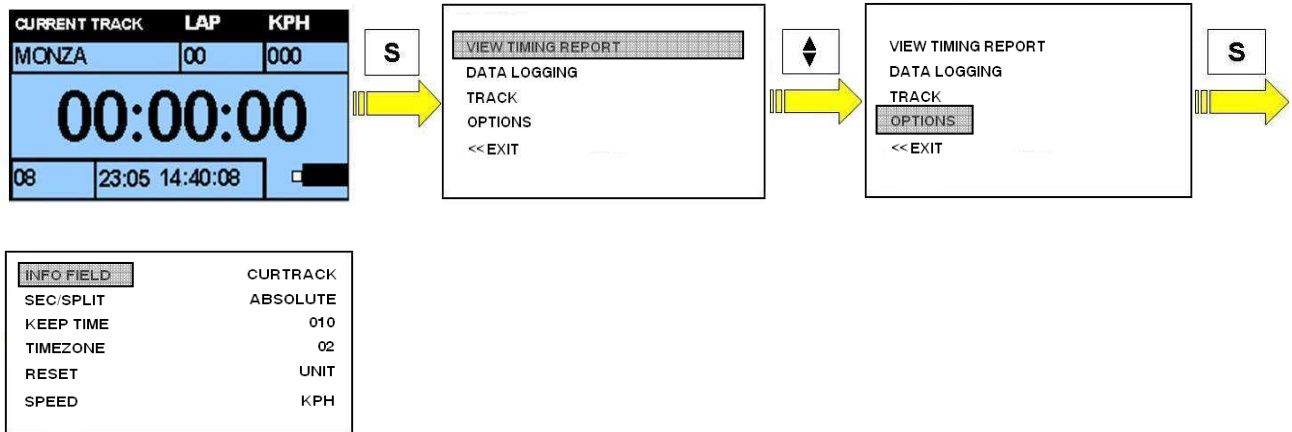 CURRENT TRACK LAP KPH
MONZA 00 000
00:00:00
08 23:05 14:40:08
S
VIEW TIMING REPORT
DATA LOGGING
TRACK
OPTIONS
<< EXIT
VIEW TIMING REPORT
DATA LOGGING
TRACK
OPTIONS
<< EXIT
S
INFO FIELD CURTRACK
SEC/SPLIT ABSOLUTE
KEEP TIME 010
TIMEZONE 02
RESET UNIT
SPEED KPH